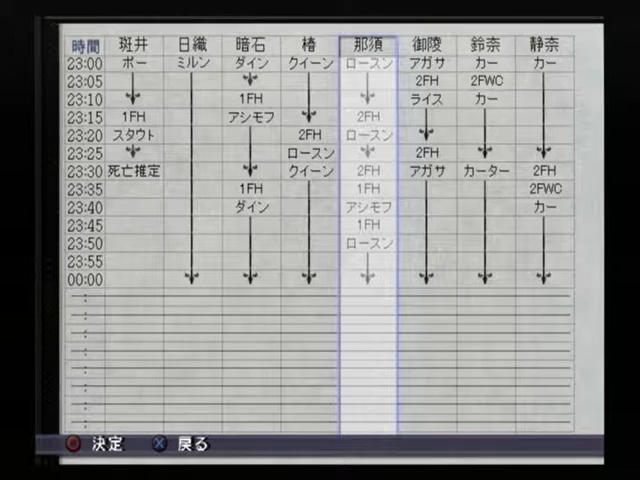 時間 斑井 日織 暗石 椿 那須 御陵 鈴奈 静奈
23:00 ポー ミルン ダイン クイーン ロースン アガサ カー カー
23:05 2FH 2FWC
23:10 1FH ライス カー
23:15 1FH アシモフ 2FH
23:20 スタウト 2FH ロースン
23:25 ロースン 2FH
23:30 死亡推定 クイーン 2FH アガサ カーター 2FH
23:35 1FH 1FH 2FWC
23:40 ダイン アシモフ カー
23:45 1FH
23:50 ロースン
23:55
00:00
:
:
:
:
:
:
:
:
決定 戻る